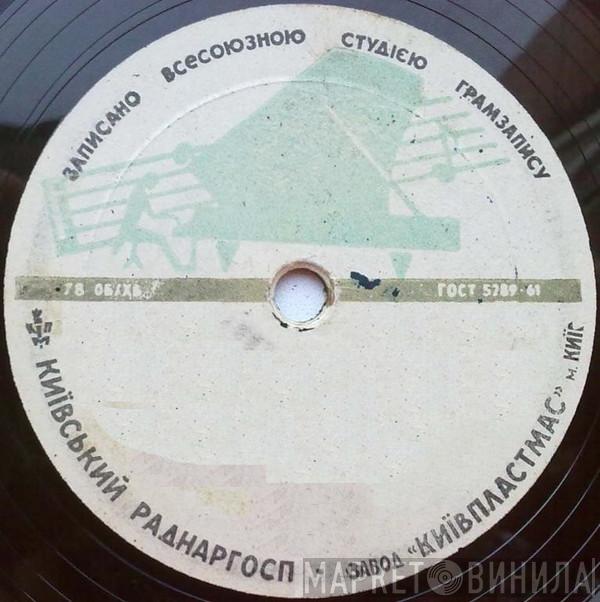 ЗАПИСАНО ВСЕСОЮЗНОЮ СТУДІЄЮ ГРАМЗАПИСУ
78 ОБ/ХВ
ГОСТ 5289-61
КИЇВСЬКИЙ РАДНАРГОСП • ЗАВОД "КИЇВПЛАСТМАС" м. КИЇВ
МАРКЕТ ВИНИЛА